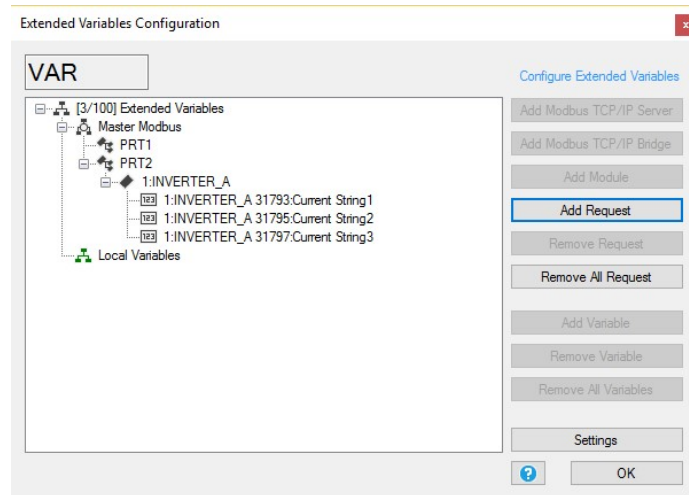 Extended Variables Configuration
x
VAR
Configure Extended Variables
[3/100] Extended Variables
Master Modbus
PRT1
PRT2
1:INVERTER_A
123 1:INVERTER_A 31793:Current String1
123 1:INVERTER_A 31795:Current String2
123 1:INVERTER_A 31797:Current String3
Local Variables
Add Modbus TCP/IP Server
Add Modbus TCP/IP Bridge
Add Module
Add Request
Remove Request
Remove All Request
Add Variable
Remove Variable
Remove All Variables
Settings
?
OK